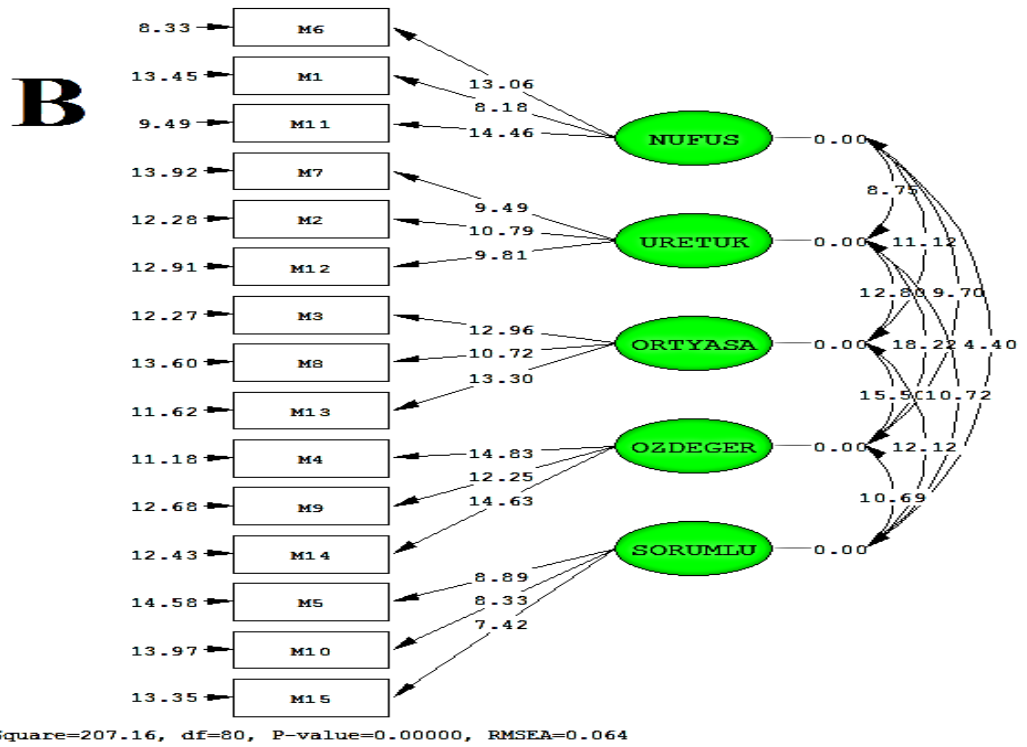 B
8.33 M6
13.45 M1
9.49 M11
13.92 M7
12.28 M2
12.91 M12
12.27 M3
13.60 M8
11.62 M13
11.18 M4
12.68 M9
12.43 M14
14.58 M5
13.97 M10
13.35 M15
13.06
8.18
14.46
9.49
10.79
9.81
12.96
10.72
13.30
14.83
12.25
14.63
8.89
8.33
7.42
NUFUS 0.00
URETUK 0.00
ORTYASA 0.00
OZDEGER 0.00
SORUMLU 0.00
8.75
11.12
12.80 9.70
18.22 4.40
15.50 10.72
12.12
10.69
Square=207.16, df=80, P-value=0.00000, RMSEA=0.064